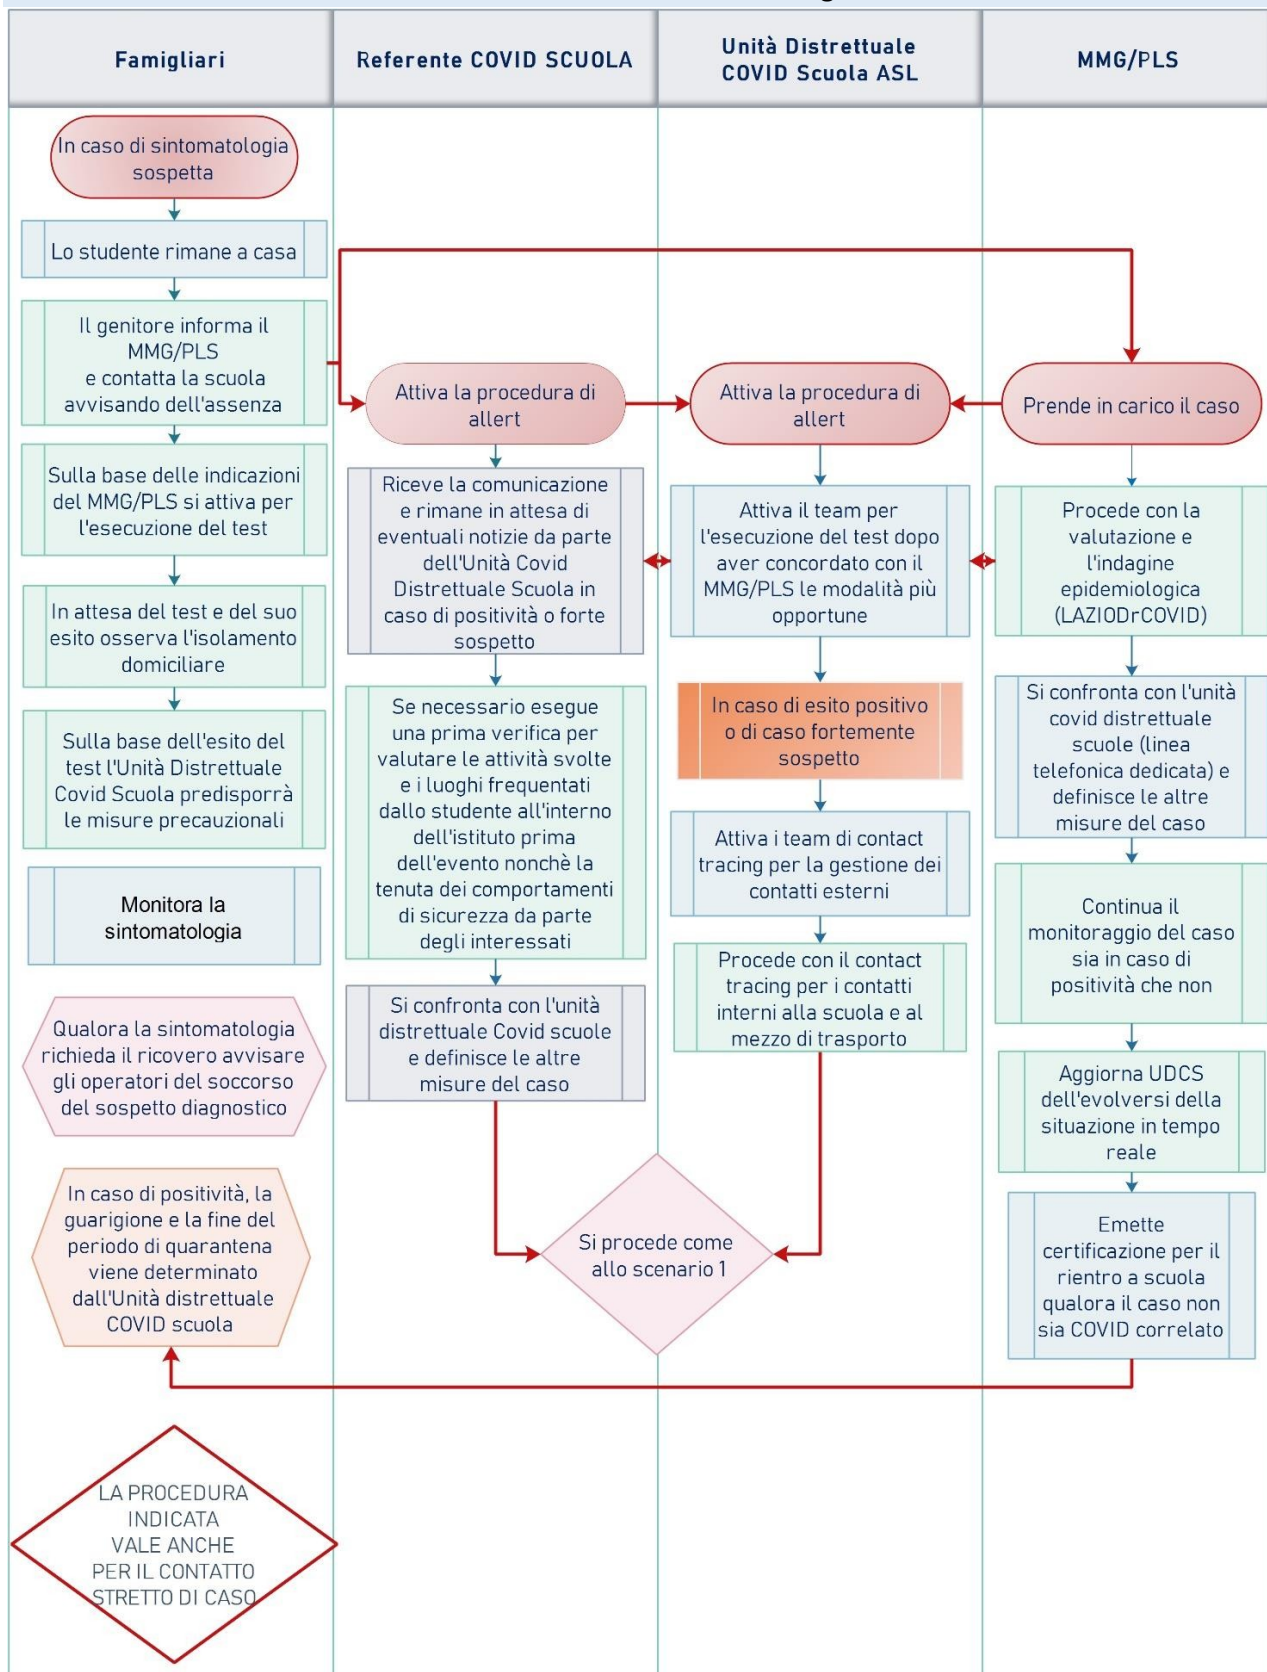 Famigliari
Referente COVID SCUOLA
Unità Distrettuale
COVID Scuola ASL
MMG/PLS
In caso di sintomatologia
sospetta
Lo studente rimane a casa
Il genitore informa il
MMG/PLS
e contatta la scuola
avvisando dell'assenza
Sulla base delle indicazioni
del MMG/PLS si attiva per
l'esecuzione del test
In attesa del test e del suo
esito osserva l'isolamento
domiciliare
Sulla base dell'esito del
test l'Unità Distrettuale
Covid Scuola predisporrà
le misure precauzionali
Monitora la
sintomatologia
Qualora la sintomatologia
richieda il ricovero avvisare
gli operatori del soccorso
del sospetto diagnostico
In caso di positività, la
guarigione e la fine del
periodo di quarantena
viene determinato
dall'Unità distrettuale
COVID scuola
LA PROCEDURA
INDICATA
VALE ANCHE
PER IL CONTATTO
STRETTO DI CASO
Attiva la procedura di
allert
Riceve la comunicazione
e rimane in attesa di
eventuali notizie da parte
dell'Unità Covid
Distrettuale Scuola in
caso di positività o forte
sospetto
Se necessario esegue
una prima verifica per
valutare le attività svolte
e i luoghi frequentati
dallo studente all'interno
dell'istituto prima
dell'evento nonchè la
tenuta dei comportamenti
di sicurezza da parte
degli interessati
Si confronta con l'unità
distrettuale Covid scuole
e definisce le altre
misure del caso
Attiva la procedura di
allert
Attiva il team per
l'esecuzione del test dopo
aver concordato con il
MMG/PLS le modalità più
opportune
In caso di esito positivo
o di caso fortemente
sospetto
Attiva i team di contact
tracing per la gestione dei
contatti esterni
Procede con il contact
tracing per i contatti
interni alla scuola e al
mezzo di trasporto
Si procede come
allo scenario 1
Prende in carico il caso
Procede con la
valutazione e
l'indagine
epidemiologica
(LAZIODrCOVID)
Si confronta con l'unità
covid distrettuale
scuole (linea
telefonica dedicata) e
definisce le altre
misure del caso
Continua il
monitoraggio del caso
sia in caso di
positività che non
Aggiorna UDCS
dell'evolversi della
situazione in tempo
reale
Emette
certificazione per il
rientro a scuola
qualora il caso non
sia COVID correlato